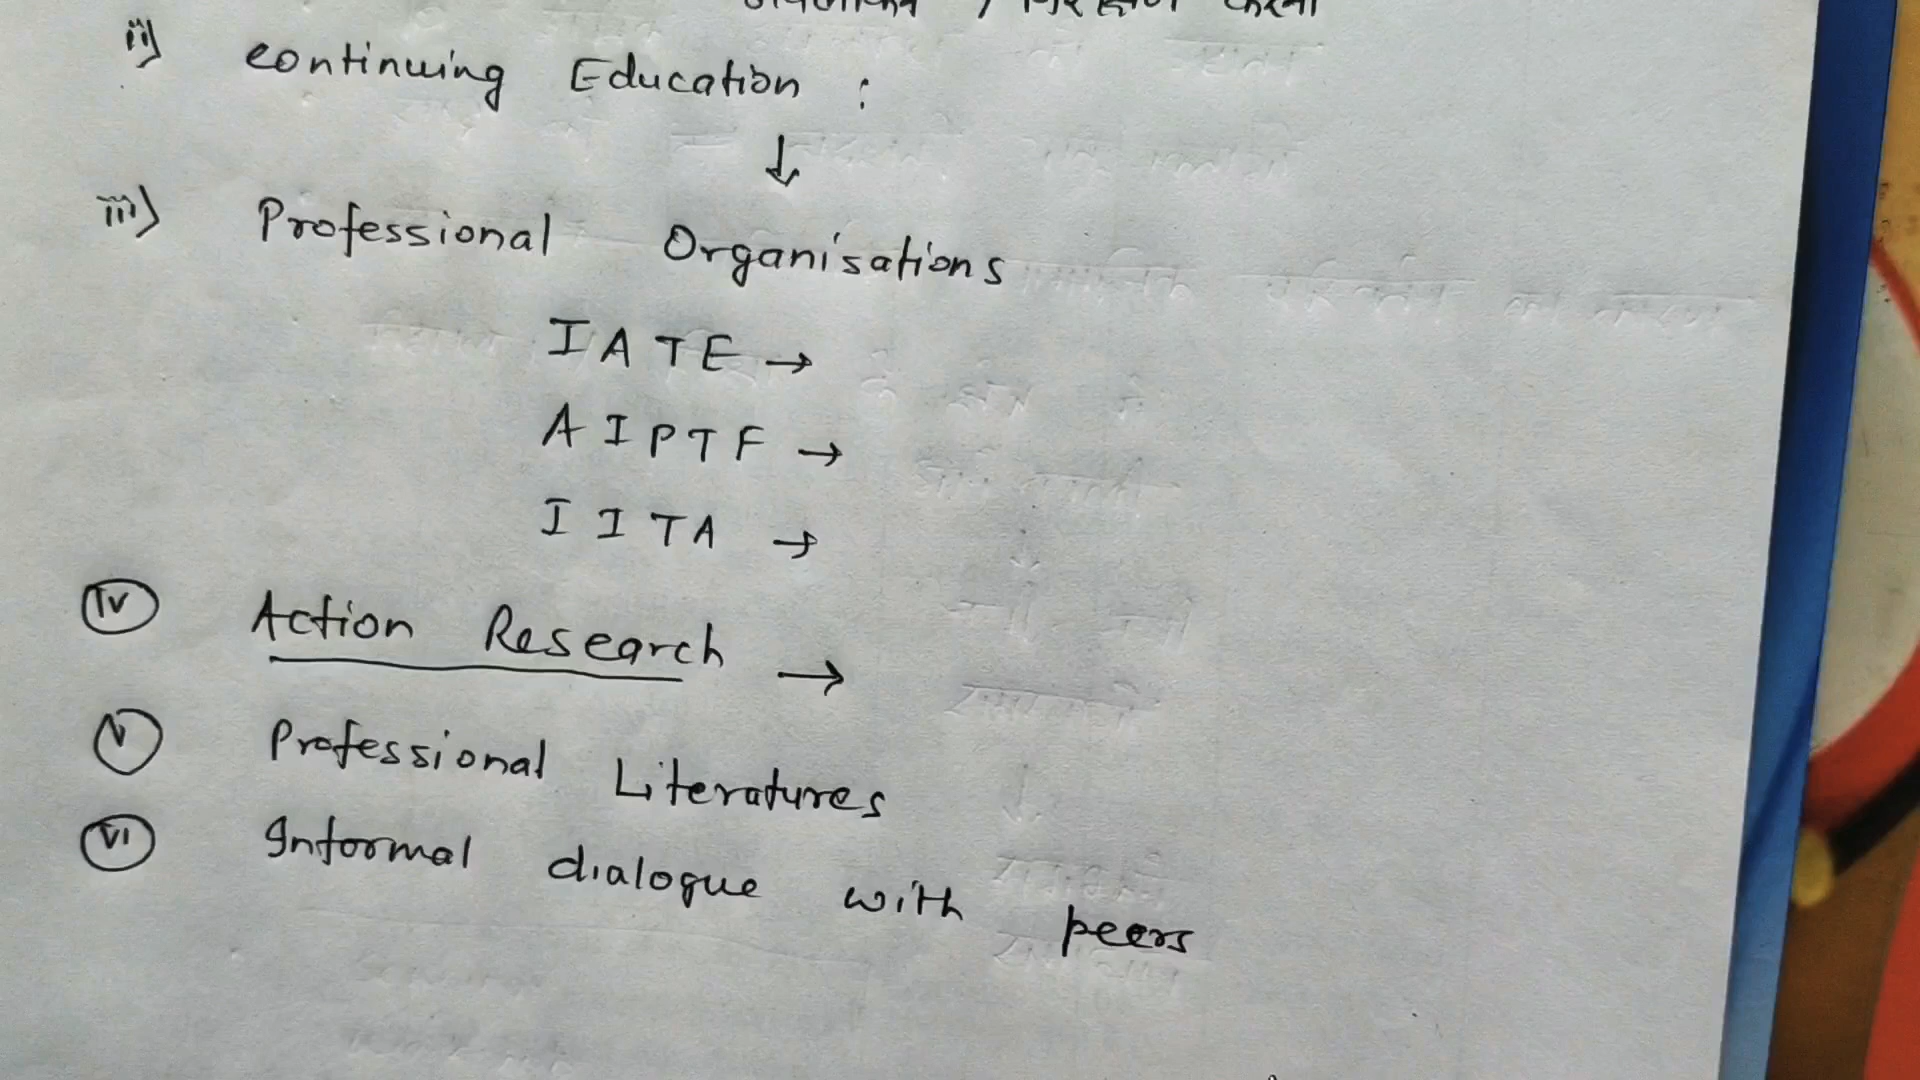 ii) continuing Education :
↓
iii) Professional Organisations
IATE →
AIPTF →
IITA →
iv Action Research →
v Professional Literatures
vi Informal dialogue with peers